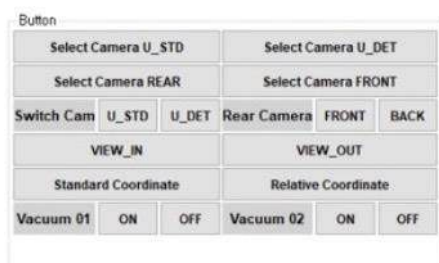 Button
Select Camera U_STD Select Camera U_DET
Select Camera REAR Select Camera FRONT
Switch Cam U_STD U_DET Rear Camera FRONT BACK
VIEW_IN VIEW_OUT
Standard Coordinate Relative Coordinate
Vacuum 01 ON OFF Vacuum 02 ON OFF